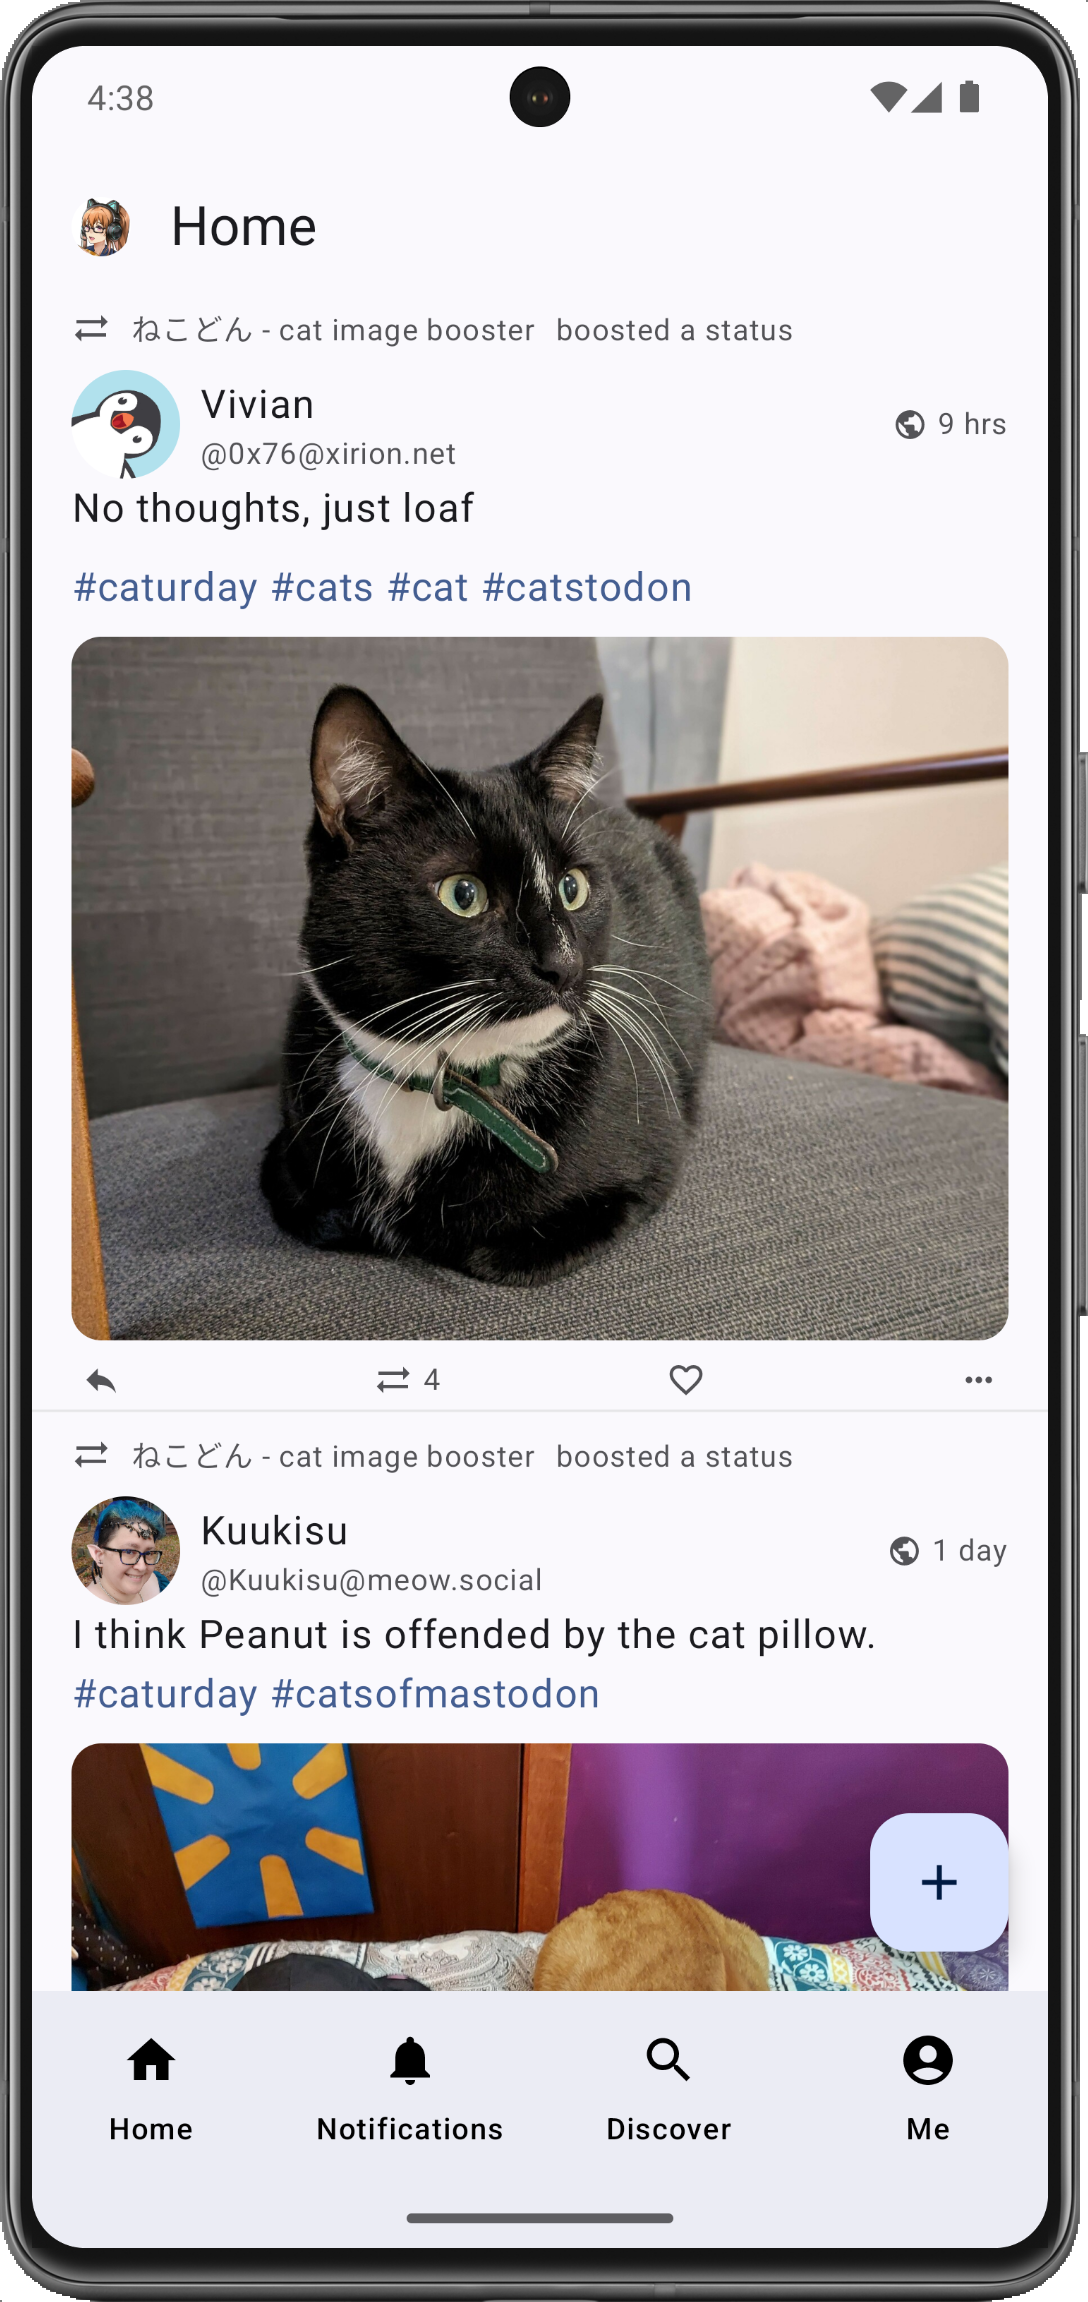 4:38
Home
ねこどん - cat image booster boosted a status
Vivian
9 hrs
@0x76@xirion.net
No thoughts, just loaf
#caturday #cats #cat #catstodon
4
ねこどん - cat image booster boosted a status
Kuukisu
1 day
@Kuukisu@meow.social
I think Peanut is offended by the cat pillow.
#caturday #catsofmastodon
Home Notifications Discover Me